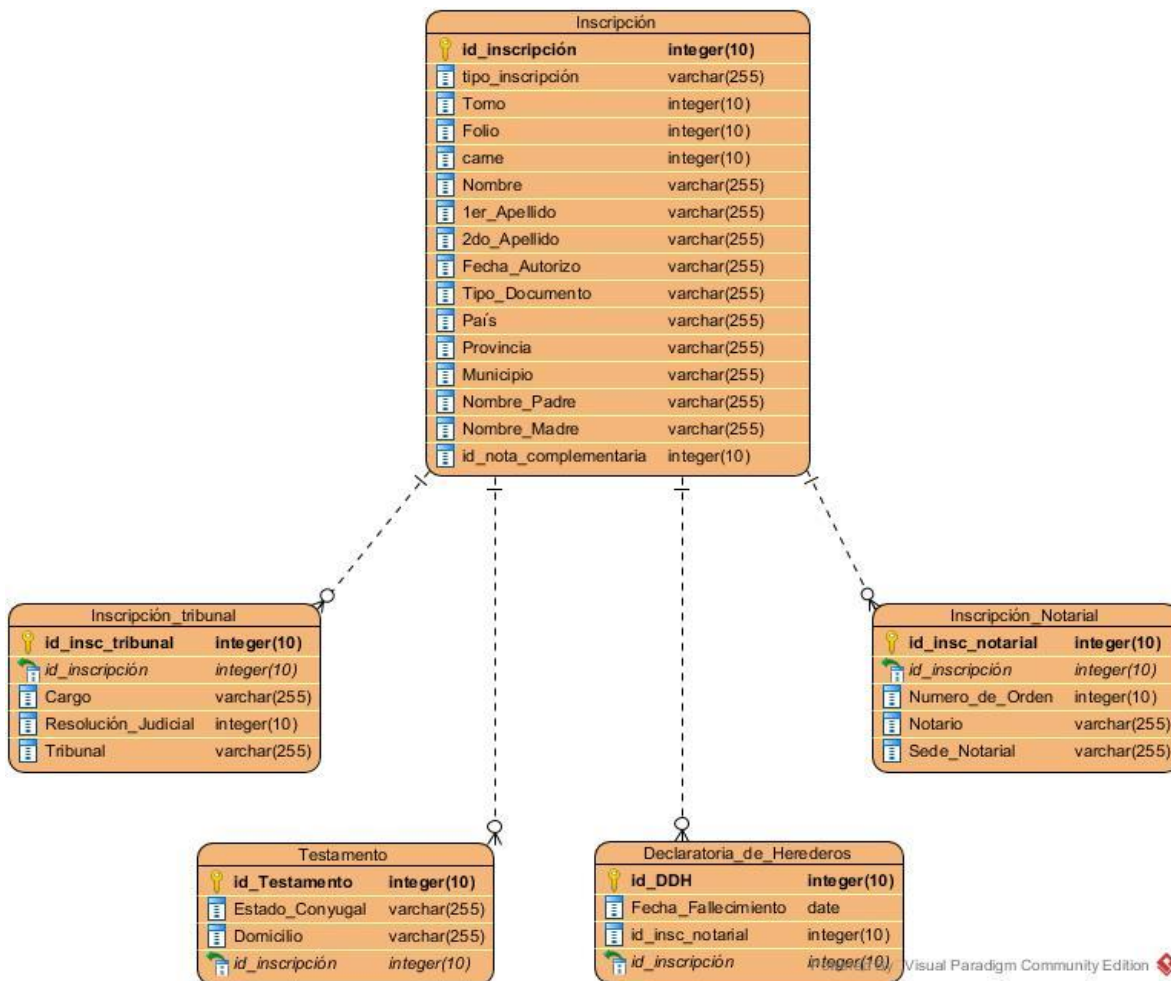 Inscripción
id_inscripción integer(10)
tipo_inscripción varchar(255)
Tomo integer(10)
Folio integer(10)
carne integer(10)
Nombre varchar(255)
1er_Apellido varchar(255)
2do_Apellido varchar(255)
Fecha_Autorizo varchar(255)
Tipo_Documento varchar(255)
País varchar(255)
Provincia varchar(255)
Municipio varchar(255)
Nombre_Padre varchar(255)
Nombre_Madre varchar(255)
id_nota_complementaria integer(10)
Inscripción_tribunal
id_insc_tribunal integer(10)
id_inscripción integer(10)
Cargo varchar(255)
Resolución_Judicial integer(10)
Tribunal varchar(255)
Inscripción_Notarial
id_insc_notarial integer(10)
id_inscripción integer(10)
Numero_de_Orden integer(10)
Notario varchar(255)
Sede_Notarial varchar(255)
Testamento
id_Testamento integer(10)
Estado_Conyugal varchar(255)
Domicilio varchar(255)
id_inscripción integer(10)
Declaratoria_de_Herederos
id_DDH integer(10)
Fecha_Fallecimiento date
id_insc_notarial integer(10)
id_inscripción integer(10)
Powered By Visual Paradigm Community Edition